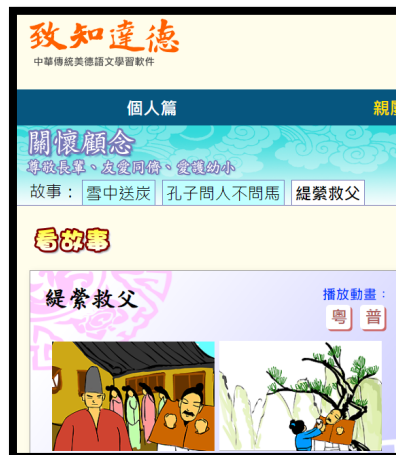 致知達德
中華傳統美德語文學習軟件
個人篇 親
關懷顧念
尊敬長輩、友愛同儕、愛護幼小
故事： 雪中送炭 孔子問人不問馬 緹縈救父
看故事
緹縈救父 播放動畫：
粵 普